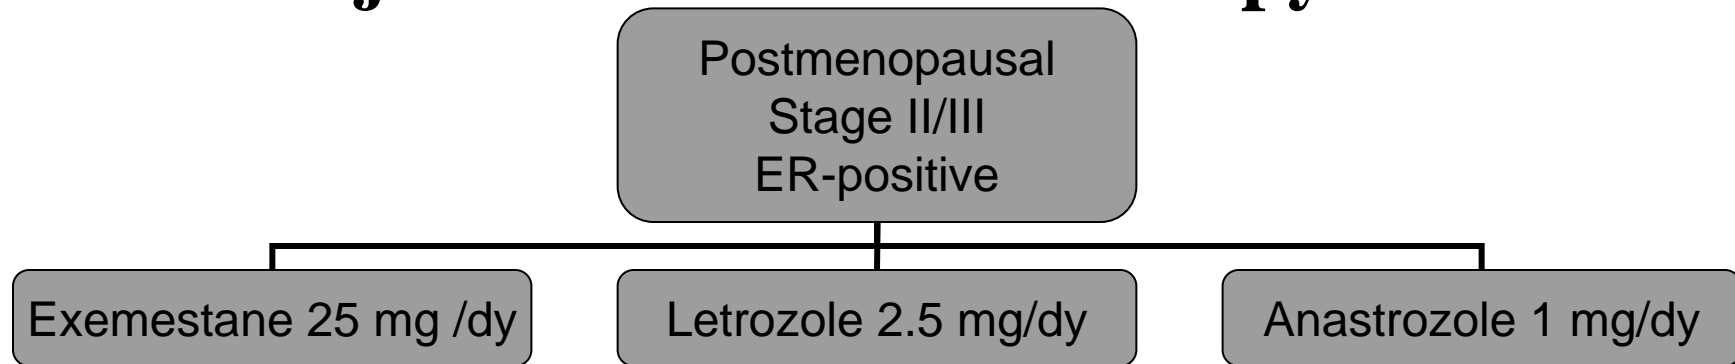 Postmenopausal
Stage II/III
ER-positive
Exemestane 25 mg /dy
Letrozole 2.5 mg/dy
Anastrozole 1 mg/dy